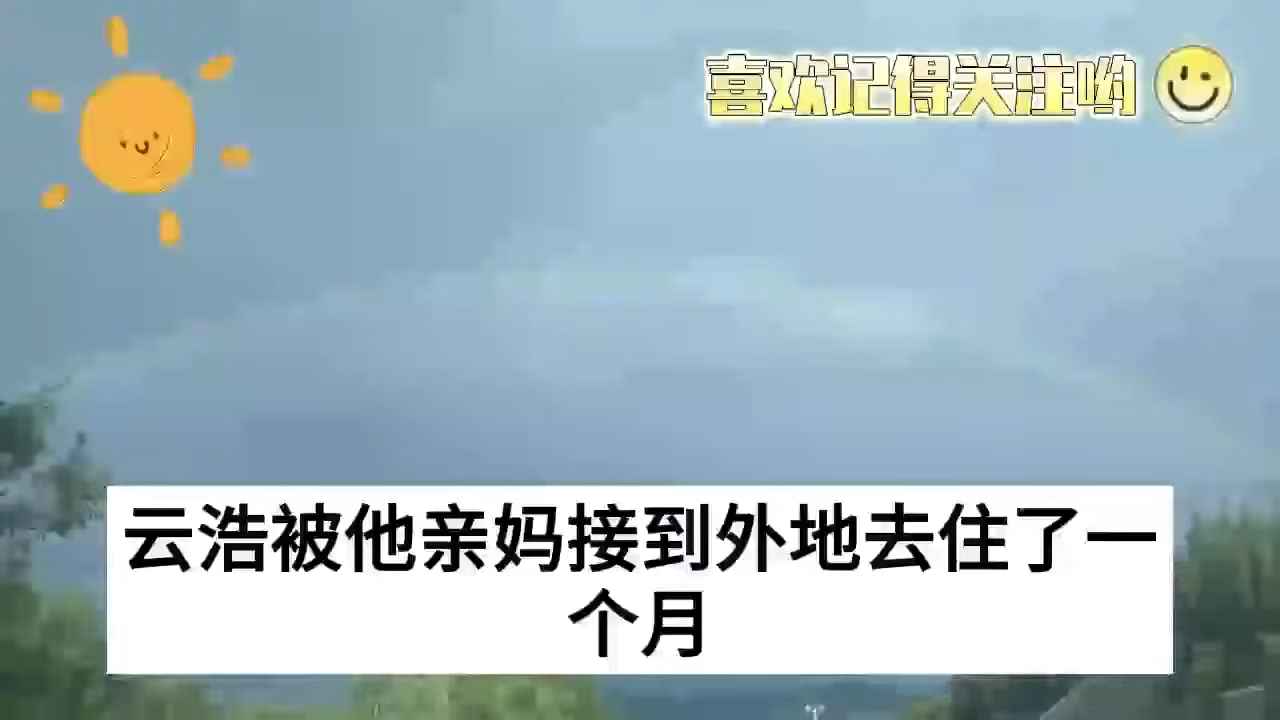 喜欢记得关注哟
云浩被他亲妈接到外地去住了一
个月